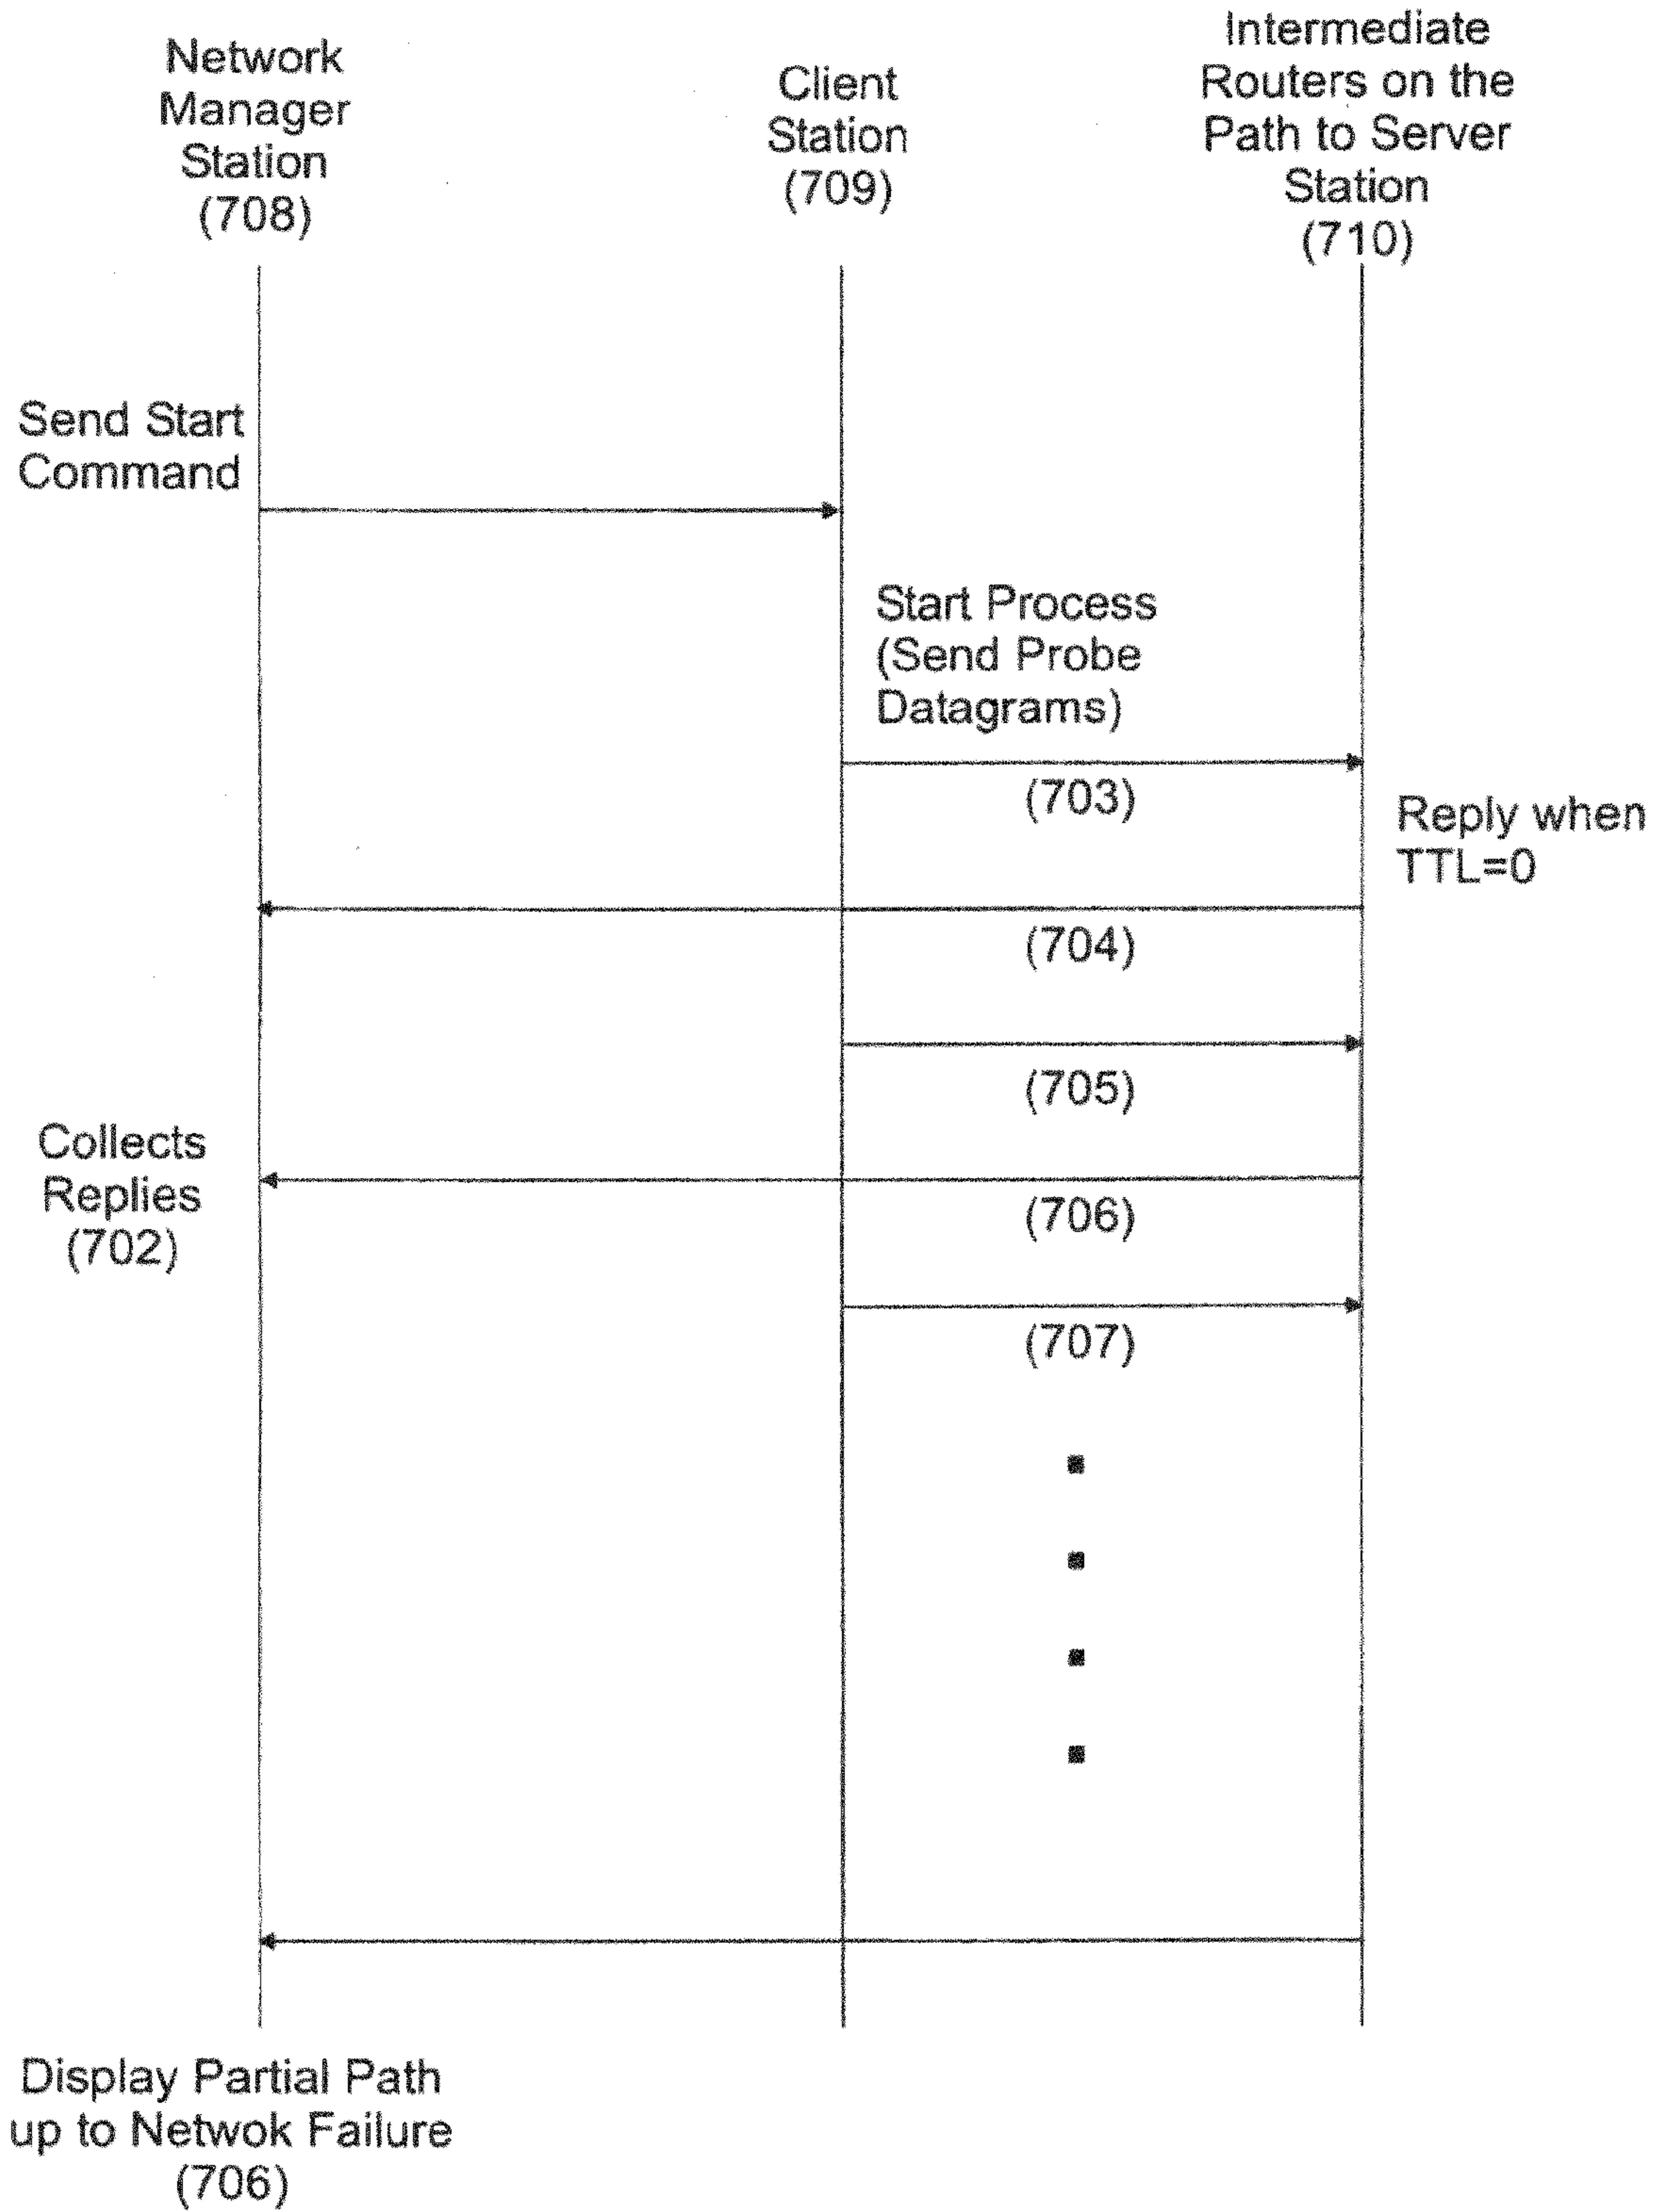 Network
Manager
Station
(708)
Client
Station
(709)
Intermediate
Routers on the
Path to Server
Station
(710)
Send Start
Command
Start Process
(Send Probe
Datagrams)
(703)
Reply when
TTL=0
(704)
(705)
Collects
Replies
(702)
(706)
(707)
Display Partial Path
up to Netwok Failure
(706)